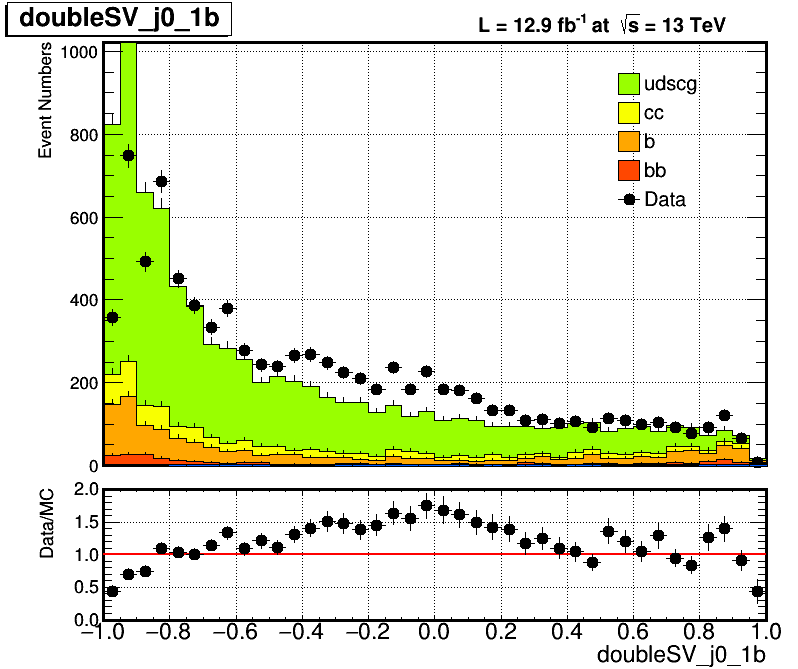 doubleSV_j0_1b
L = 12.9 fb⁻¹ at √s = 13 TeV
Event Numbers
1000
800
600
400
200
0
udscg
cc
b
bb
Data
Data/MC
2.0
1.5
1.0
0.5
0.0
−1.0 −0.8 −0.6 −0.4 −0.2 0.0 0.2 0.4 0.6 0.8 1.0
doubleSV_j0_1b